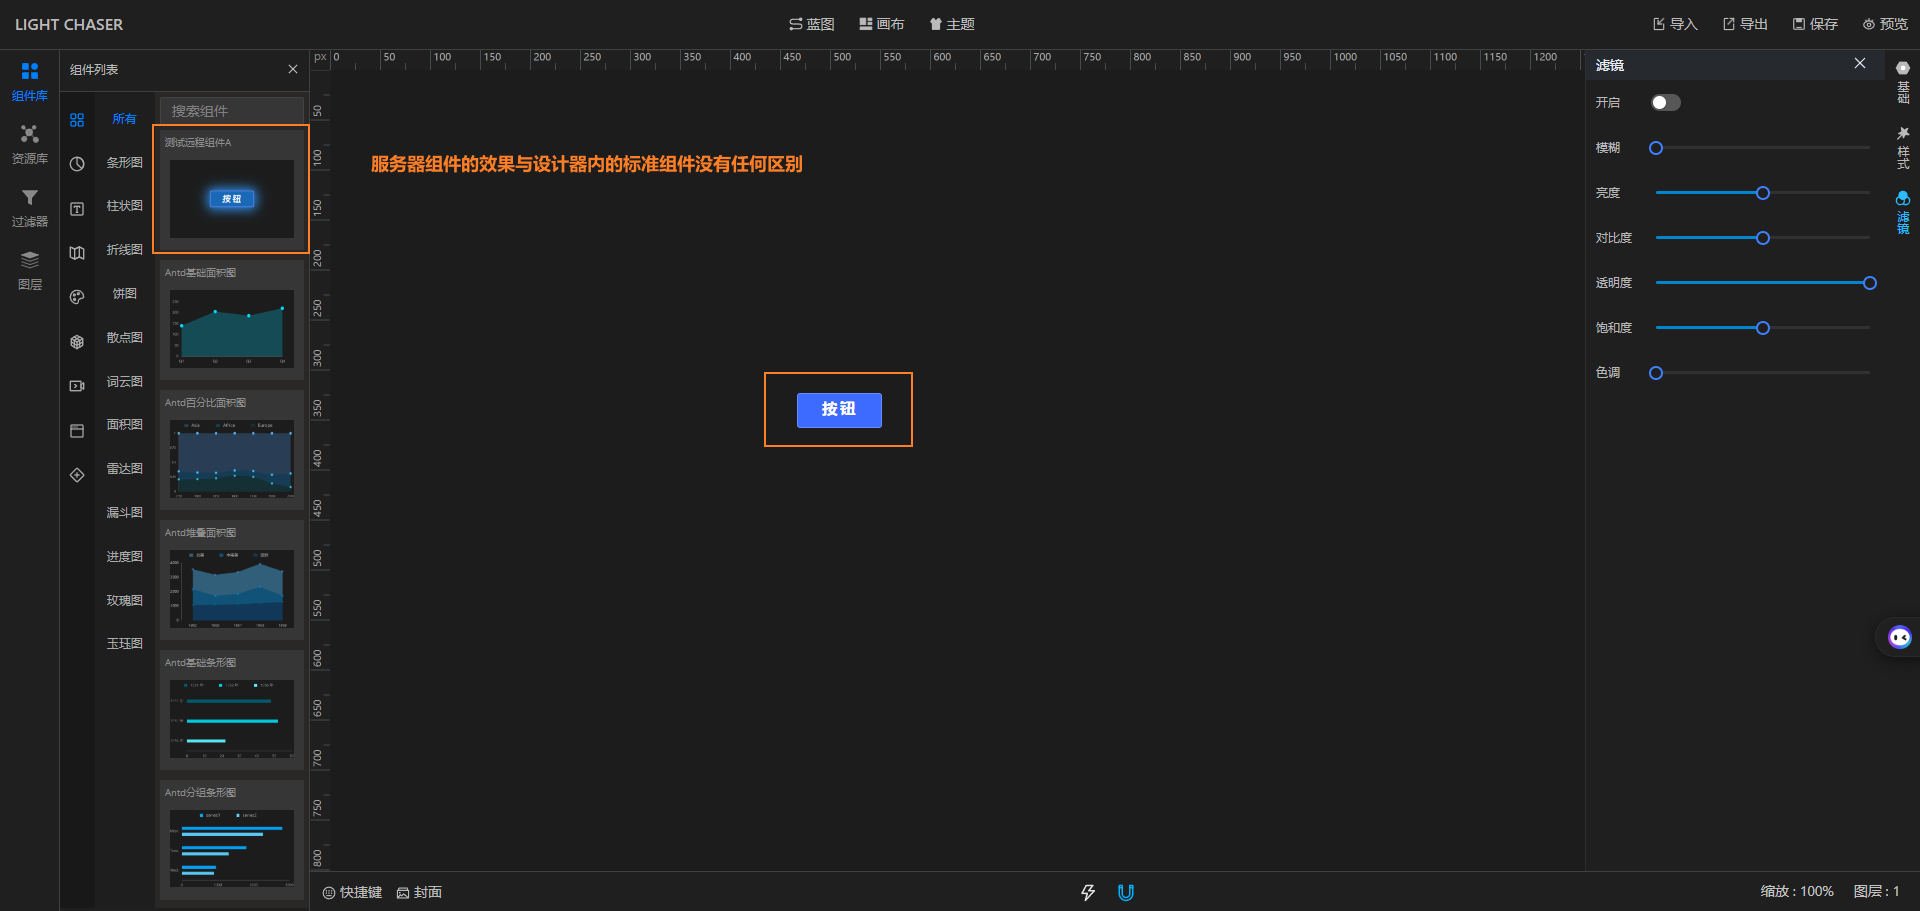 LIGHT CHASER
蓝图
画布
主题
导入
导出
保存
预览
组件库
资源库
过滤器
图层
组件列表
所有
条形图
柱状图
折线图
饼图
散点图
词云图
面积图
雷达图
漏斗图
进度图
玫瑰图
玉珏图
搜索组件
测试远程组件A
按钮
Antd基础面积图
Antd百分比面积图
Antd堆叠面积图
Antd基础条形图
Antd分组条形图
px
0 50 100 150 200 250 300 350 400 450 500 550 600 650 700 750 800 850 900 950 1000 1050 1100 1150 1200
50
100
150
200
250
300
350
400
450
500
550
600
650
700
750
800
服务器组件的效果与设计器内的标准组件没有任何区别
按钮
滤镜
开启
模糊
亮度
对比度
透明度
饱和度
色调
基础
样式
滤镜
快捷键
封面
缩放 : 100%
图层 : 1